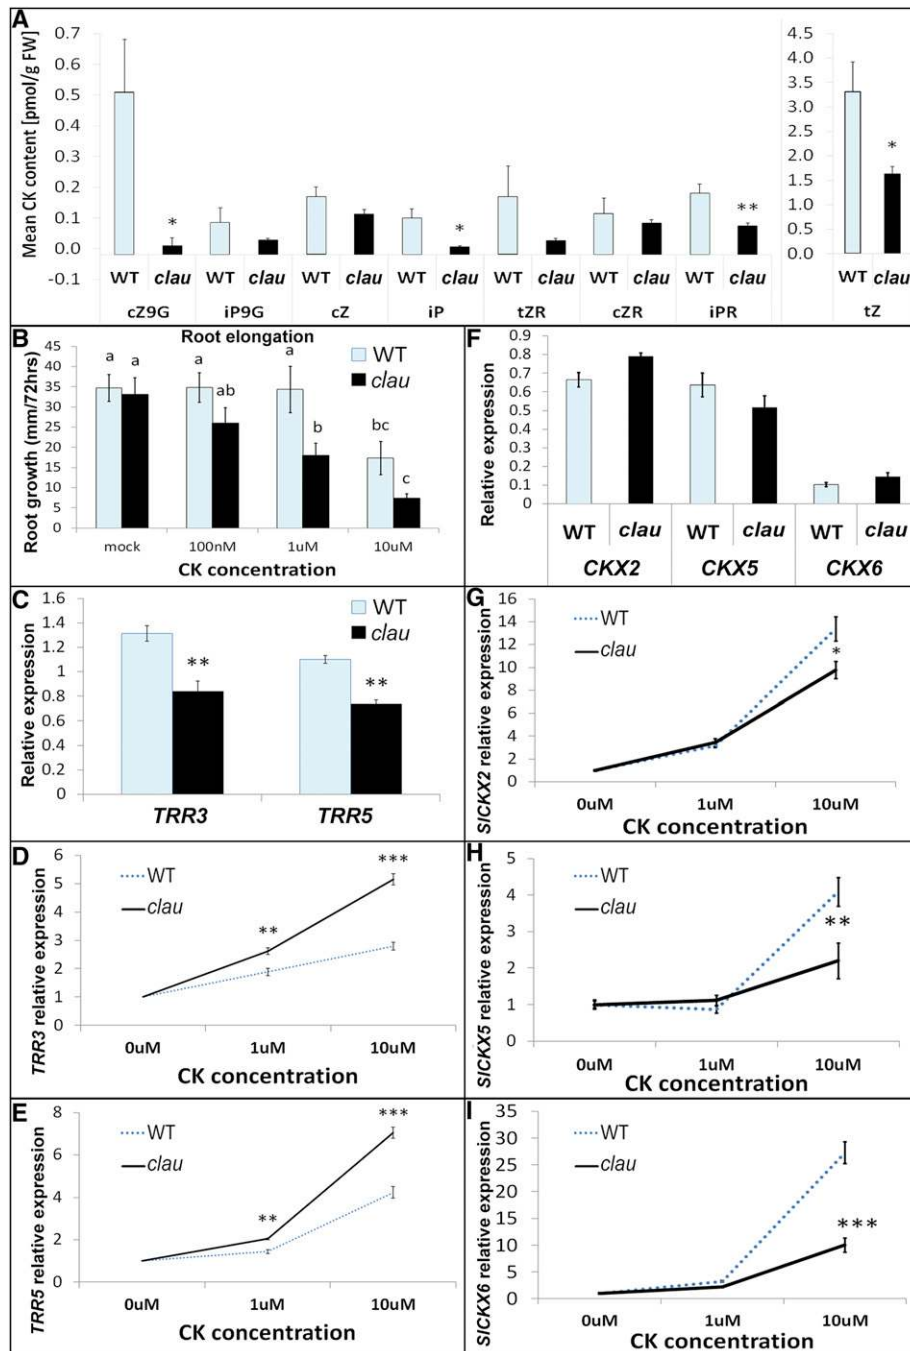 A
Mean CK content [pmol/g FW]
0.7
0.5
0.4
0.3
0.2
0.1
0.0
-0.1
WT clau WT clau WT clau WT clau WT clau WT clau WT clau
cZ9G iP9G cZ iP tZR cZR iPR
* * **
4.5
4.0
3.5
3.0
2.5
2.0
1.5
1.0
0.5
0.0
*
WT clau
tZ
B
Root elongation
Root growth (mm/72hrs)
45
40
35
30
25
20
15
10
5
0
a a a ab a b bc c
WT
clau
mock 100nM 1uM 10uM
CK concentration
C
Relative expression
1.6
1.4
1.2
1
0.8
0.6
0.4
0.2
0
WT
clau
** **
TRR3 TRR5
D
TRR3 relative expression
6
5
4
3
2
1
0
WT
clau
** ***
0uM 1uM 10uM
CK concentration
E
TRR5 relative expression
8
6
4
2
0
WT
clau
** ***
0uM 1uM 10uM
CK concentration
F
Relative expression
0.9
0.8
0.7
0.6
0.5
0.4
0.3
0.2
0.1
WT clau WT clau WT clau
CKX2 CKX5 CKX6
G
SlCKX2 relative expression
16
14
12
10
8
6
4
2
0
WT
clau
*
0uM 1uM 10uM
CK concentration
H
SlCKX5 relative expression
5
4
3
2
1
0
WT
clau
**
0uM 1uM 10uM
CK concentration
I
SlCKX6 relative expression
35
30
25
20
15
10
5
0
WT
clau
***
0uM 1uM 10uM
CK concentration